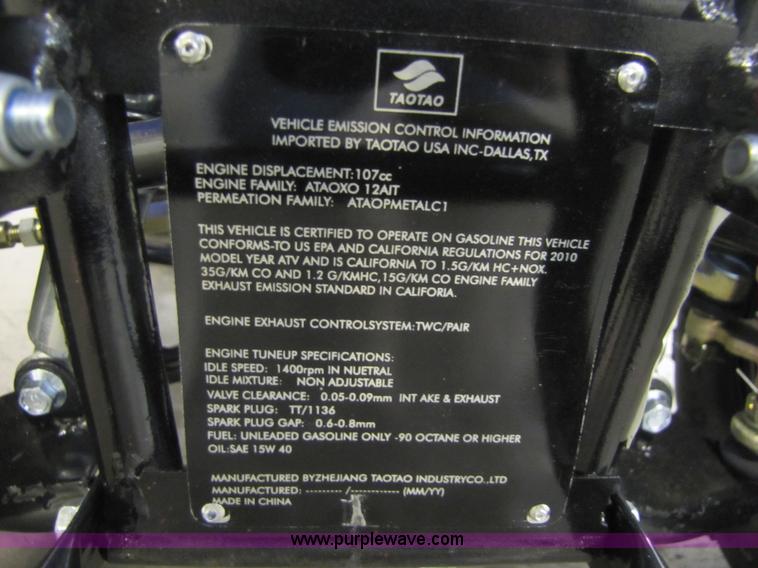 TAOTAO
VEHICLE EMISSION CONTROL INFORMATION
IMPORTED BY TAOTAO USA INC-DALLAS,TX
ENGINE DISPLACEMENT:107cc
ENGINE FAMILY: ATAOXO 12AIT
PERMEATION FAMILY: ATAOPMETALC1
THIS VEHICLE IS CERTIFIED TO OPERATE ON GASOLINE THIS VEHICLE
CONFORMS-TO US EPA AND CALIFORNIA REGULATIONS FOR 2010
MODEL YEAR ATV AND IS CALIFORNIA TO 1.5G/KM HC+NOX.
35G/KM CO AND 1.2 G/KMHC,15G/KM CO ENGINE FAMILY
EXHAUST EMISSION STANDARD IN CALIFORIA.
ENGINE EXHAUST CONTROLSYSTEM:TWC/PAIR
ENGINE TUNEUP SPECIFICATIONS:
IDLE SPEED: 1400rpm IN NUETRAL
IDLE MIXTURE: NON ADJUSTABLE
VALVE CLEARANCE: 0.05-0.09mm INT AKE & EXHAUST
SPARK PLUG: TT/1136
SPARK PLUG GAP: 0.6-0.8mm
FUEL: UNLEADED GASOLINE ONLY -90 OCTANE OR HIGHER
OIL:SAE 15W 40
MANUFACTURED BYZHEJIANG TAOTAO INDUSTRYCO.,LTD
MANUFACTURED: -------- /------------ (MM/YY)
MADE IN CHINA
www.purplewave.com